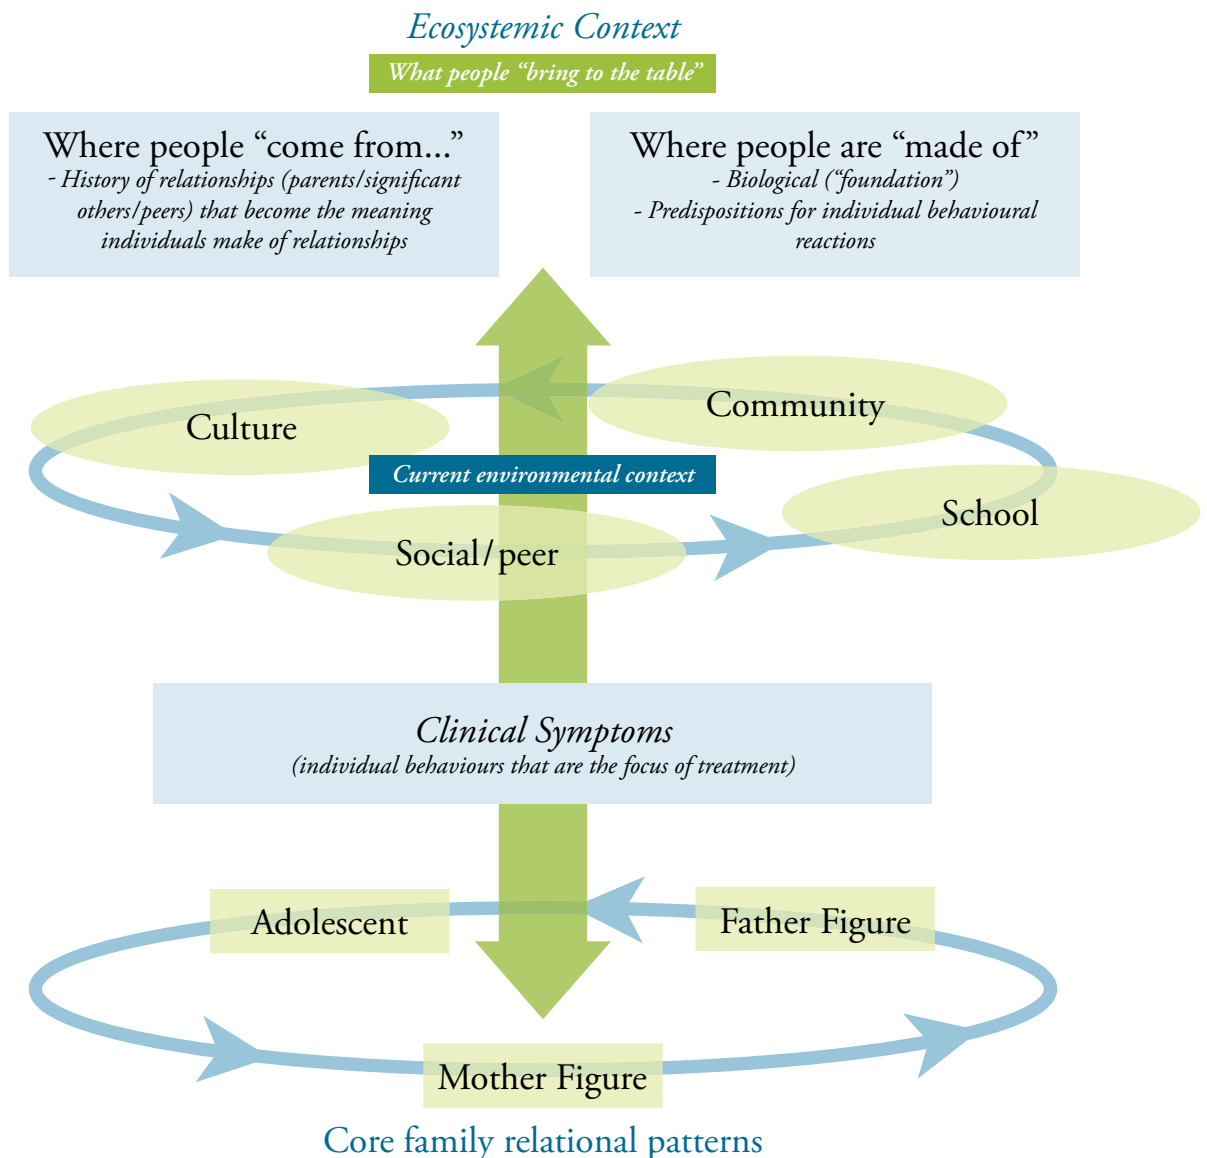 Ecosystemic Context
What people “bring to the table”
Where people “come from...”
- History of relationships (parents/significant
others/peers) that become the meaning
individuals make of relationships
Where people are “made of”
- Biological (“foundation”)
- Predispositions for individual behavioural
reactions
Culture
Community
Current environmental context
School
Social/peer
Clinical Symptoms
(individual behaviours that are the focus of treatment)
Adolescent
Father Figure
Mother Figure
Core family relational patterns